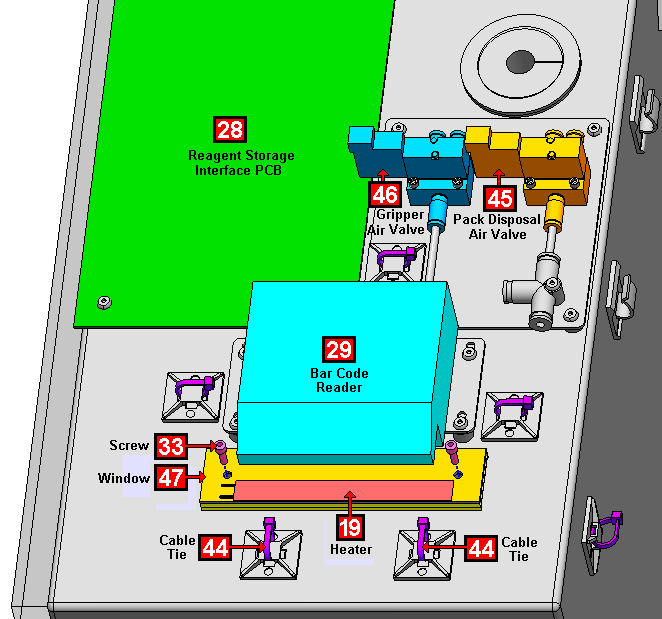 28
Reagent Storage
Interface PCB
46
Gripper
Air Valve
45
Pack Disposal
Air Valve
29
Bar Code
Reader
Screw 33
Window 47
19
Heater
Cable
Tie
44
44
Cable
Tie